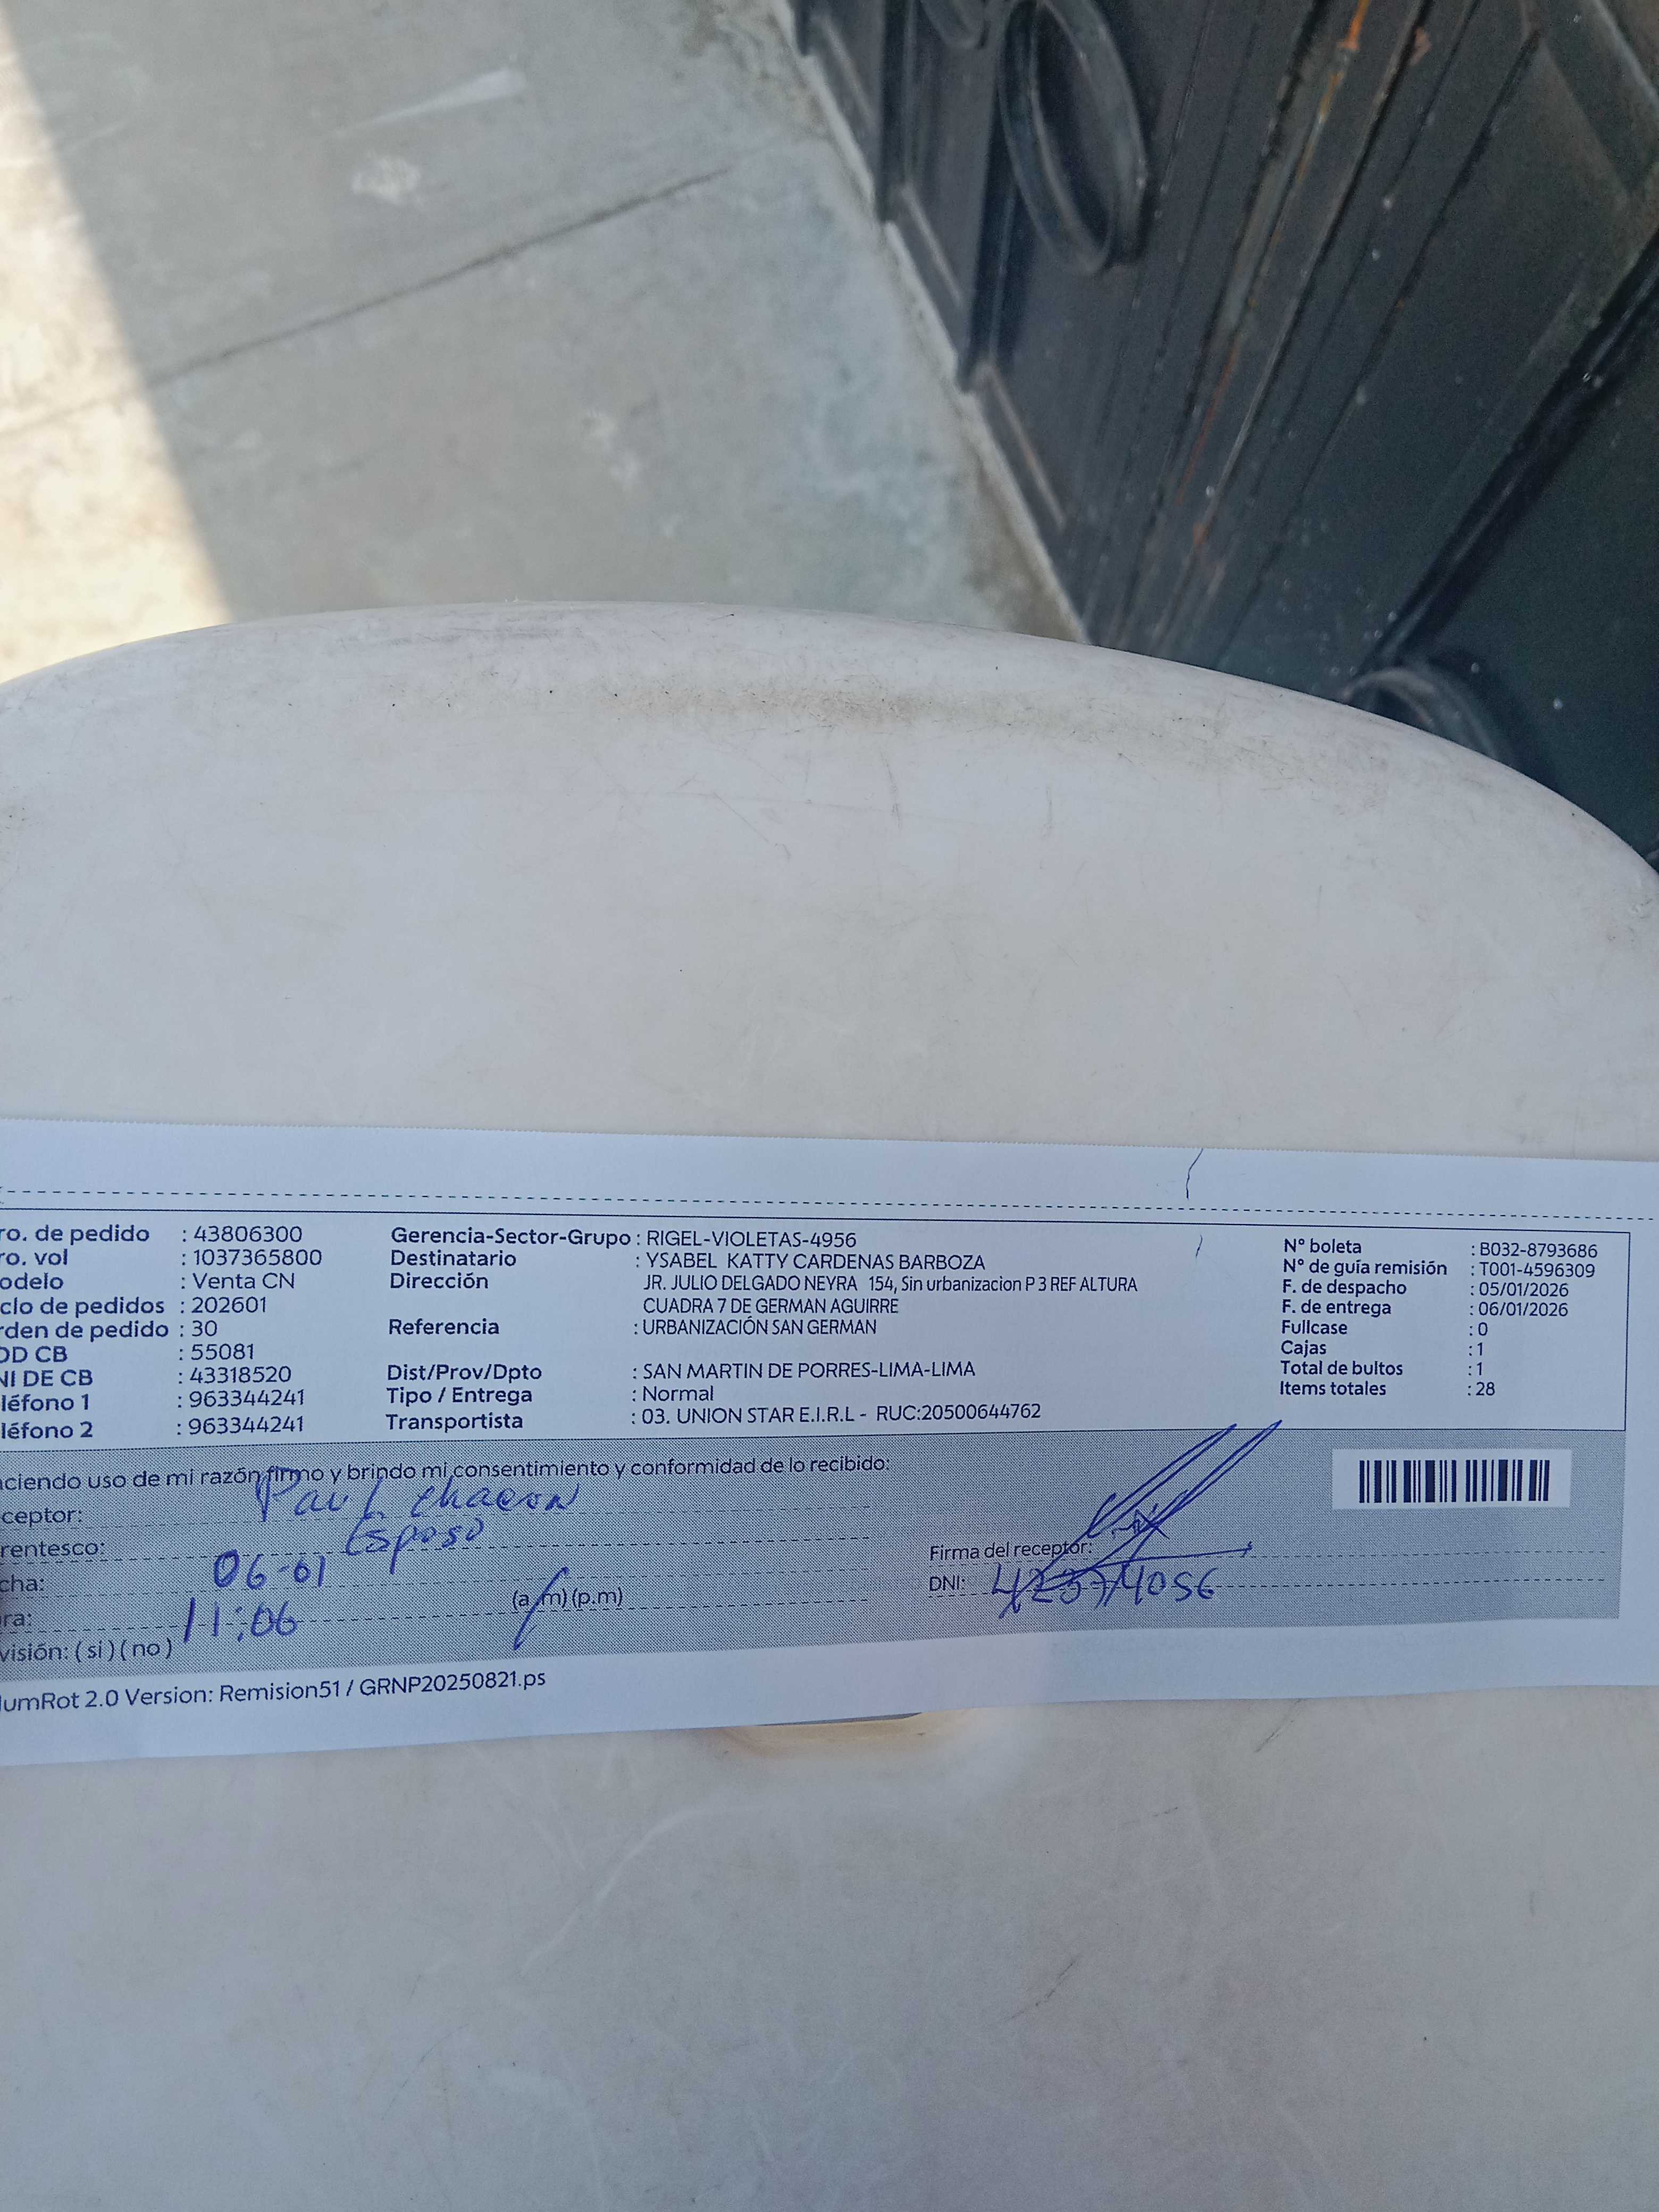 ro. de pedido : 43806300
ro. vol : 1037365800
odelo : Venta CN
clo de pedidos : 202601
rden de pedido : 30
OD CB : 55081
NI DE CB : 43318520
léfono 1 : 963344241
léfono 2 : 963344241
Gerencia-Sector-Grupo : RIGEL-VIOLETAS-4956
Destinatario : YSABEL KATTY CARDENAS BARBOZA
Dirección JR. JULIO DELGADO NEYRA 154, Sin urbanizacion P 3 REF ALTURA
CUADRA 7 DE GERMAN AGUIRRE
Referencia : URBANIZACIÓN SAN GERMAN
Dist/Prov/Dpto : SAN MARTIN DE PORRES-LIMA-LIMA
Tipo / Entrega : Normal
Transportista : 03. UNION STAR E.I.R.L - RUC:20500644762
N° boleta : B032-8793686
N° de guía remisión : T001-4596309
F. de despacho : 05/01/2026
F. de entrega : 06/01/2026
Fullcase : 0
Cajas : 1
Total de bultos : 1
Items totales : 28
aciendo uso de mi razón firmo y brindo mi consentimiento y conformidad de lo recibido:
ceptor: Paul chacon
rentesco: Esposo
cha: 06-01
ra: 11:06 (a.m) (p.m)
visión: ( si ) ( no )
Firma del receptor:
DNI:
lumRot 2.0 Version: Remision51 / GRNP20250821.ps